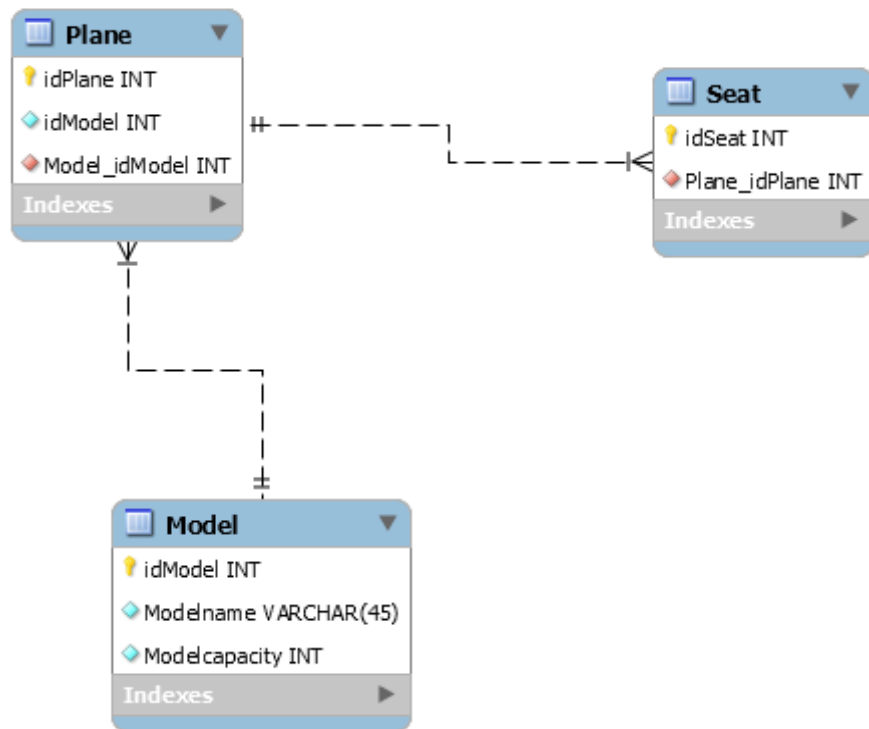 Plane
idPlane INT
idModel INT
Model_idModel INT
Indexes
Seat
idSeat INT
Plane_idPlane INT
Indexes
Model
idModel INT
Modelname VARCHAR(45)
Modelcapacity INT
Indexes